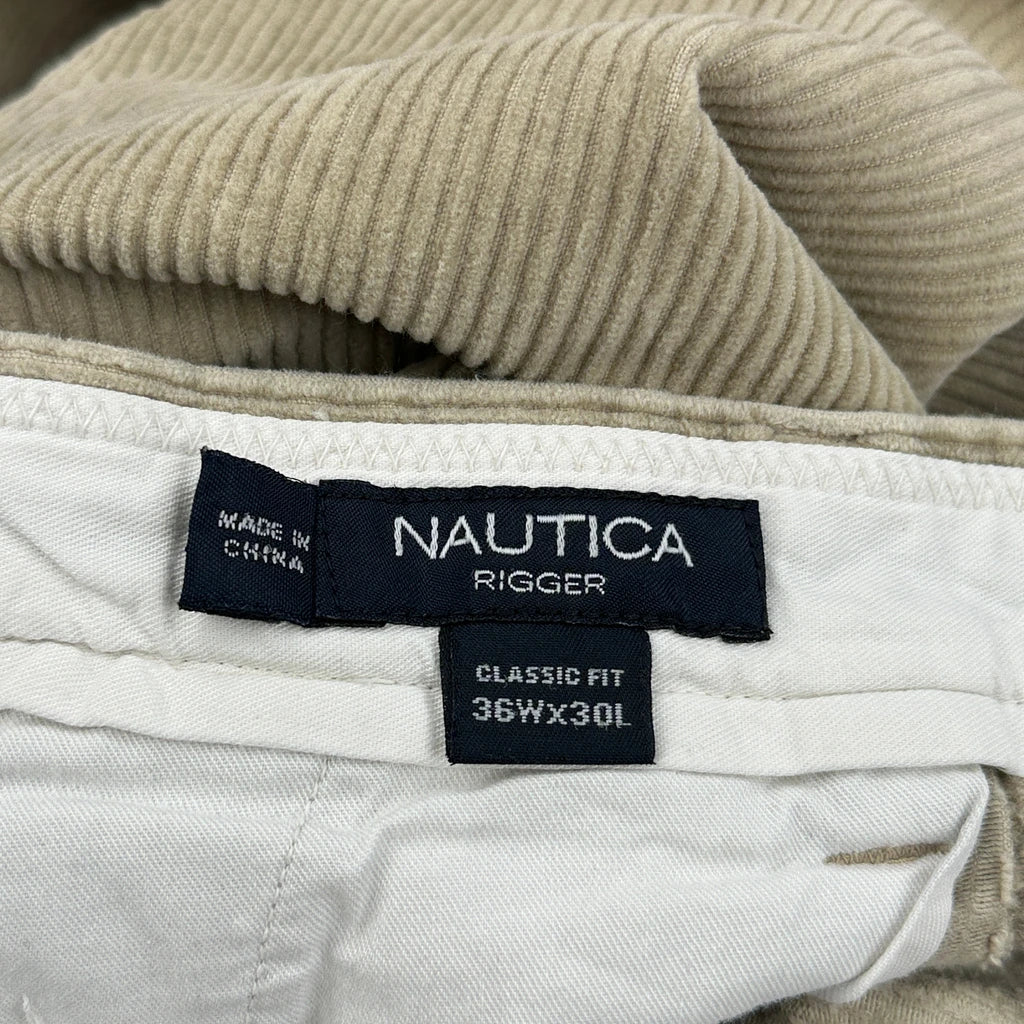 MADE IN
CHINA
NAUTICA
RIGGER
CLASSIC FIT
36Wx30L